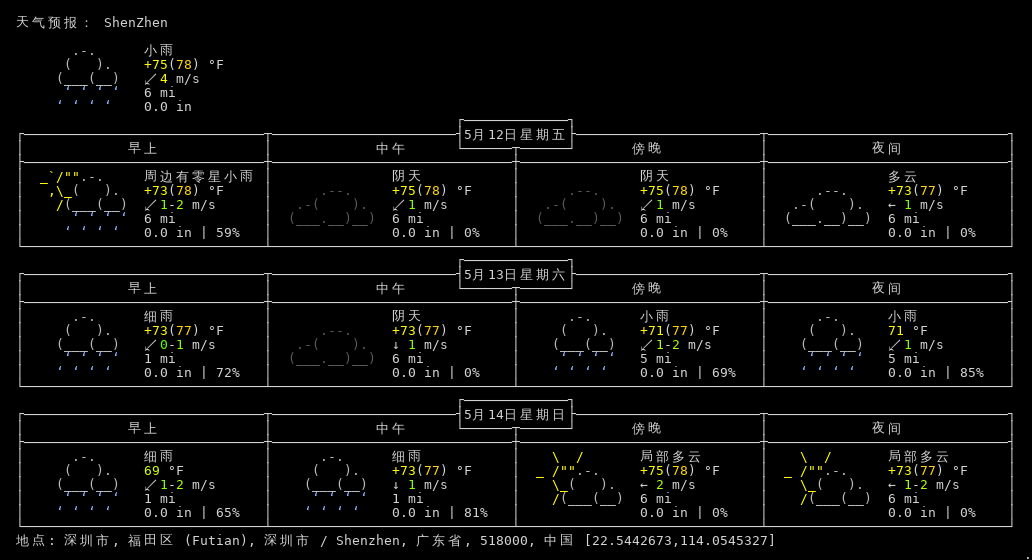 天气预报： ShenZhen
小雨
+75(78) °F
↙4 m/s
6 mi
0.0 in
5月12日星期五
早上 中午 傍晚 夜间
周边有零星小雨 阴天 阴天 多云
+73(78) °F +75(78) °F +75(78) °F +73(77) °F
↙1-2 m/s ↙1 m/s ↙1 m/s ← 1 m/s
6 mi 6 mi 6 mi 6 mi
0.0 in | 59% 0.0 in | 0% 0.0 in | 0% 0.0 in | 0%
5月13日星期六
早上 中午 傍晚 夜间
细雨 阴天 小雨 小雨
+73(77) °F +73(77) °F +71(77) °F 71 °F
↙0-1 m/s ↓ 1 m/s ↙1-2 m/s ↙1 m/s
1 mi 6 mi 5 mi 5 mi
0.0 in | 72% 0.0 in | 0% 0.0 in | 69% 0.0 in | 85%
5月14日星期日
早上 中午 傍晚 夜间
细雨 细雨 局部多云 局部多云
69 °F +73(77) °F +75(78) °F +73(77) °F
↙1-2 m/s ↓ 1 m/s ← 2 m/s ← 1-2 m/s
1 mi 1 mi 6 mi 6 mi
0.0 in | 65% 0.0 in | 81% 0.0 in | 0% 0.0 in | 0%
地点: 深圳市, 福田区 (Futian), 深圳市 / Shenzhen, 广东省, 518000, 中国 [22.5442673,114.0545327]